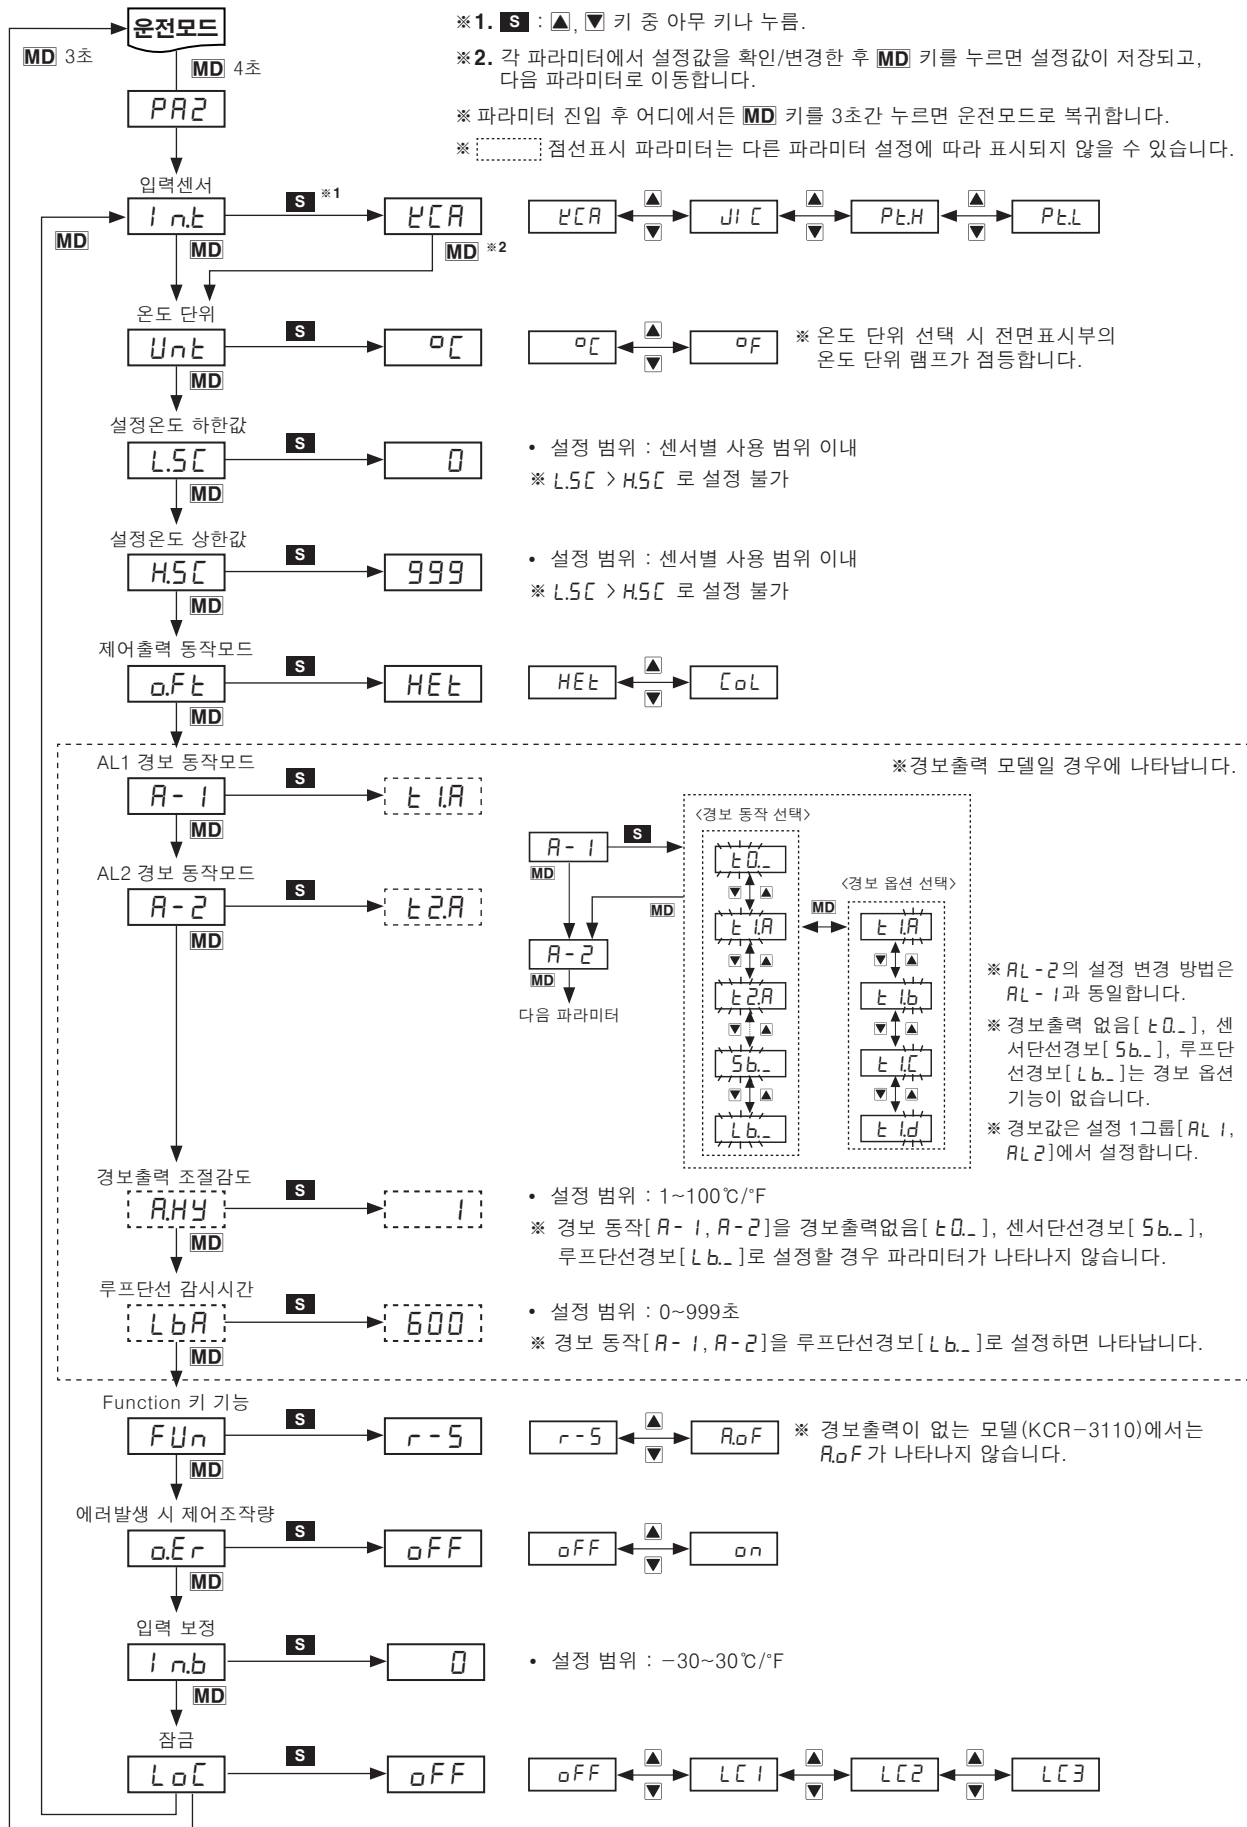 운전모드
MD 3초
MD 4초
PA2
※1. S : ▲, ▼ 키 중 아무 키나 누름.
※2. 각 파라미터에서 설정값을 확인/변경한 후 MD 키를 누르면 설정값이 저장되고,
다음 파라미터로 이동합니다.
※ 파라미터 진입 후 어디에서든 MD 키를 3초간 누르면 운전모드로 복귀합니다.
※ 점선표시 파라미터는 다른 파라미터 설정에 따라 표시되지 않을 수 있습니다.
입력센서
In.t S ※1 KCA KCA ▲ ▼ JIC ▲ ▼ Pt.H ▲ ▼ Pt.L
MD MD MD ※2
온도 단위
Unt S °C °C ▲ ▼ °F
MD
※ 온도 단위 선택 시 전면표시부의
온도 단위 램프가 점등합니다.
설정온도 하한값
L.SC S 0
MD
• 설정 범위 : 센서별 사용 범위 이내
※ L.SC > H.SC 로 설정 불가
설정온도 상한값
H.SC S 999
MD
• 설정 범위 : 센서별 사용 범위 이내
※ L.SC > H.SC 로 설정 불가
제어출력 동작모드
o.Ft S HEt HEt ▲ ▼ CoL
MD
※경보출력 모델일 경우에 나타납니다.
AL1 경보 동작모드
A-1 S t1.A
MD
AL2 경보 동작모드
A-2 S t2.A
MD
A-1 S
MD
MD
A-2
MD
다음 파라미터
<경보 동작 선택>
t0._
▼ ▲
t1.A
▼ ▲
t2.A
▼ ▲
Sb._
▼ ▲
Lb._
MD
<경보 옵션 선택>
t1.A
▼ ▲
t1.b
▼ ▲
t1.C
▼ ▲
t1.d
※ AL-2의 설정 변경 방법은
AL-1과 동일합니다.
※ 경보출력 없음[ t0._ ], 센
서단선경보[ Sb._ ], 루프단
선경보[ Lb._ ]는 경보 옵션
기능이 없습니다.
※ 경보값은 설정 1그룹[ AL1,
AL2]에서 설정합니다.
경보출력 조절감도
A.HY S 1
MD
• 설정 범위 : 1~100℃/°F
※ 경보 동작[ A-1, A-2]을 경보출력없음[ t0._ ], 센서단선경보[ Sb._ ],
루프단선경보[ Lb._ ]로 설정할 경우 파라미터가 나타나지 않습니다.
루프단선 감시시간
LbA S 600
MD
• 설정 범위 : 0~999초
※ 경보 동작[ A-1, A-2]을 루프단선경보[ Lb._ ]로 설정하면 나타납니다.
Function 키 기능
FUn S r-S r-S ▲ ▼ A.oF
MD
※ 경보출력이 없는 모델(KCR-3110)에서는
A.oF 가 나타나지 않습니다.
에러발생 시 제어조작량
o.Er S oFF oFF ▲ ▼ on
MD
입력 보정
In.b S 0
MD
• 설정 범위 : -30~30℃/°F
잠금
LoC S oFF oFF ▲ ▼ LC1 ▲ ▼ LC2 ▲ ▼ LC3